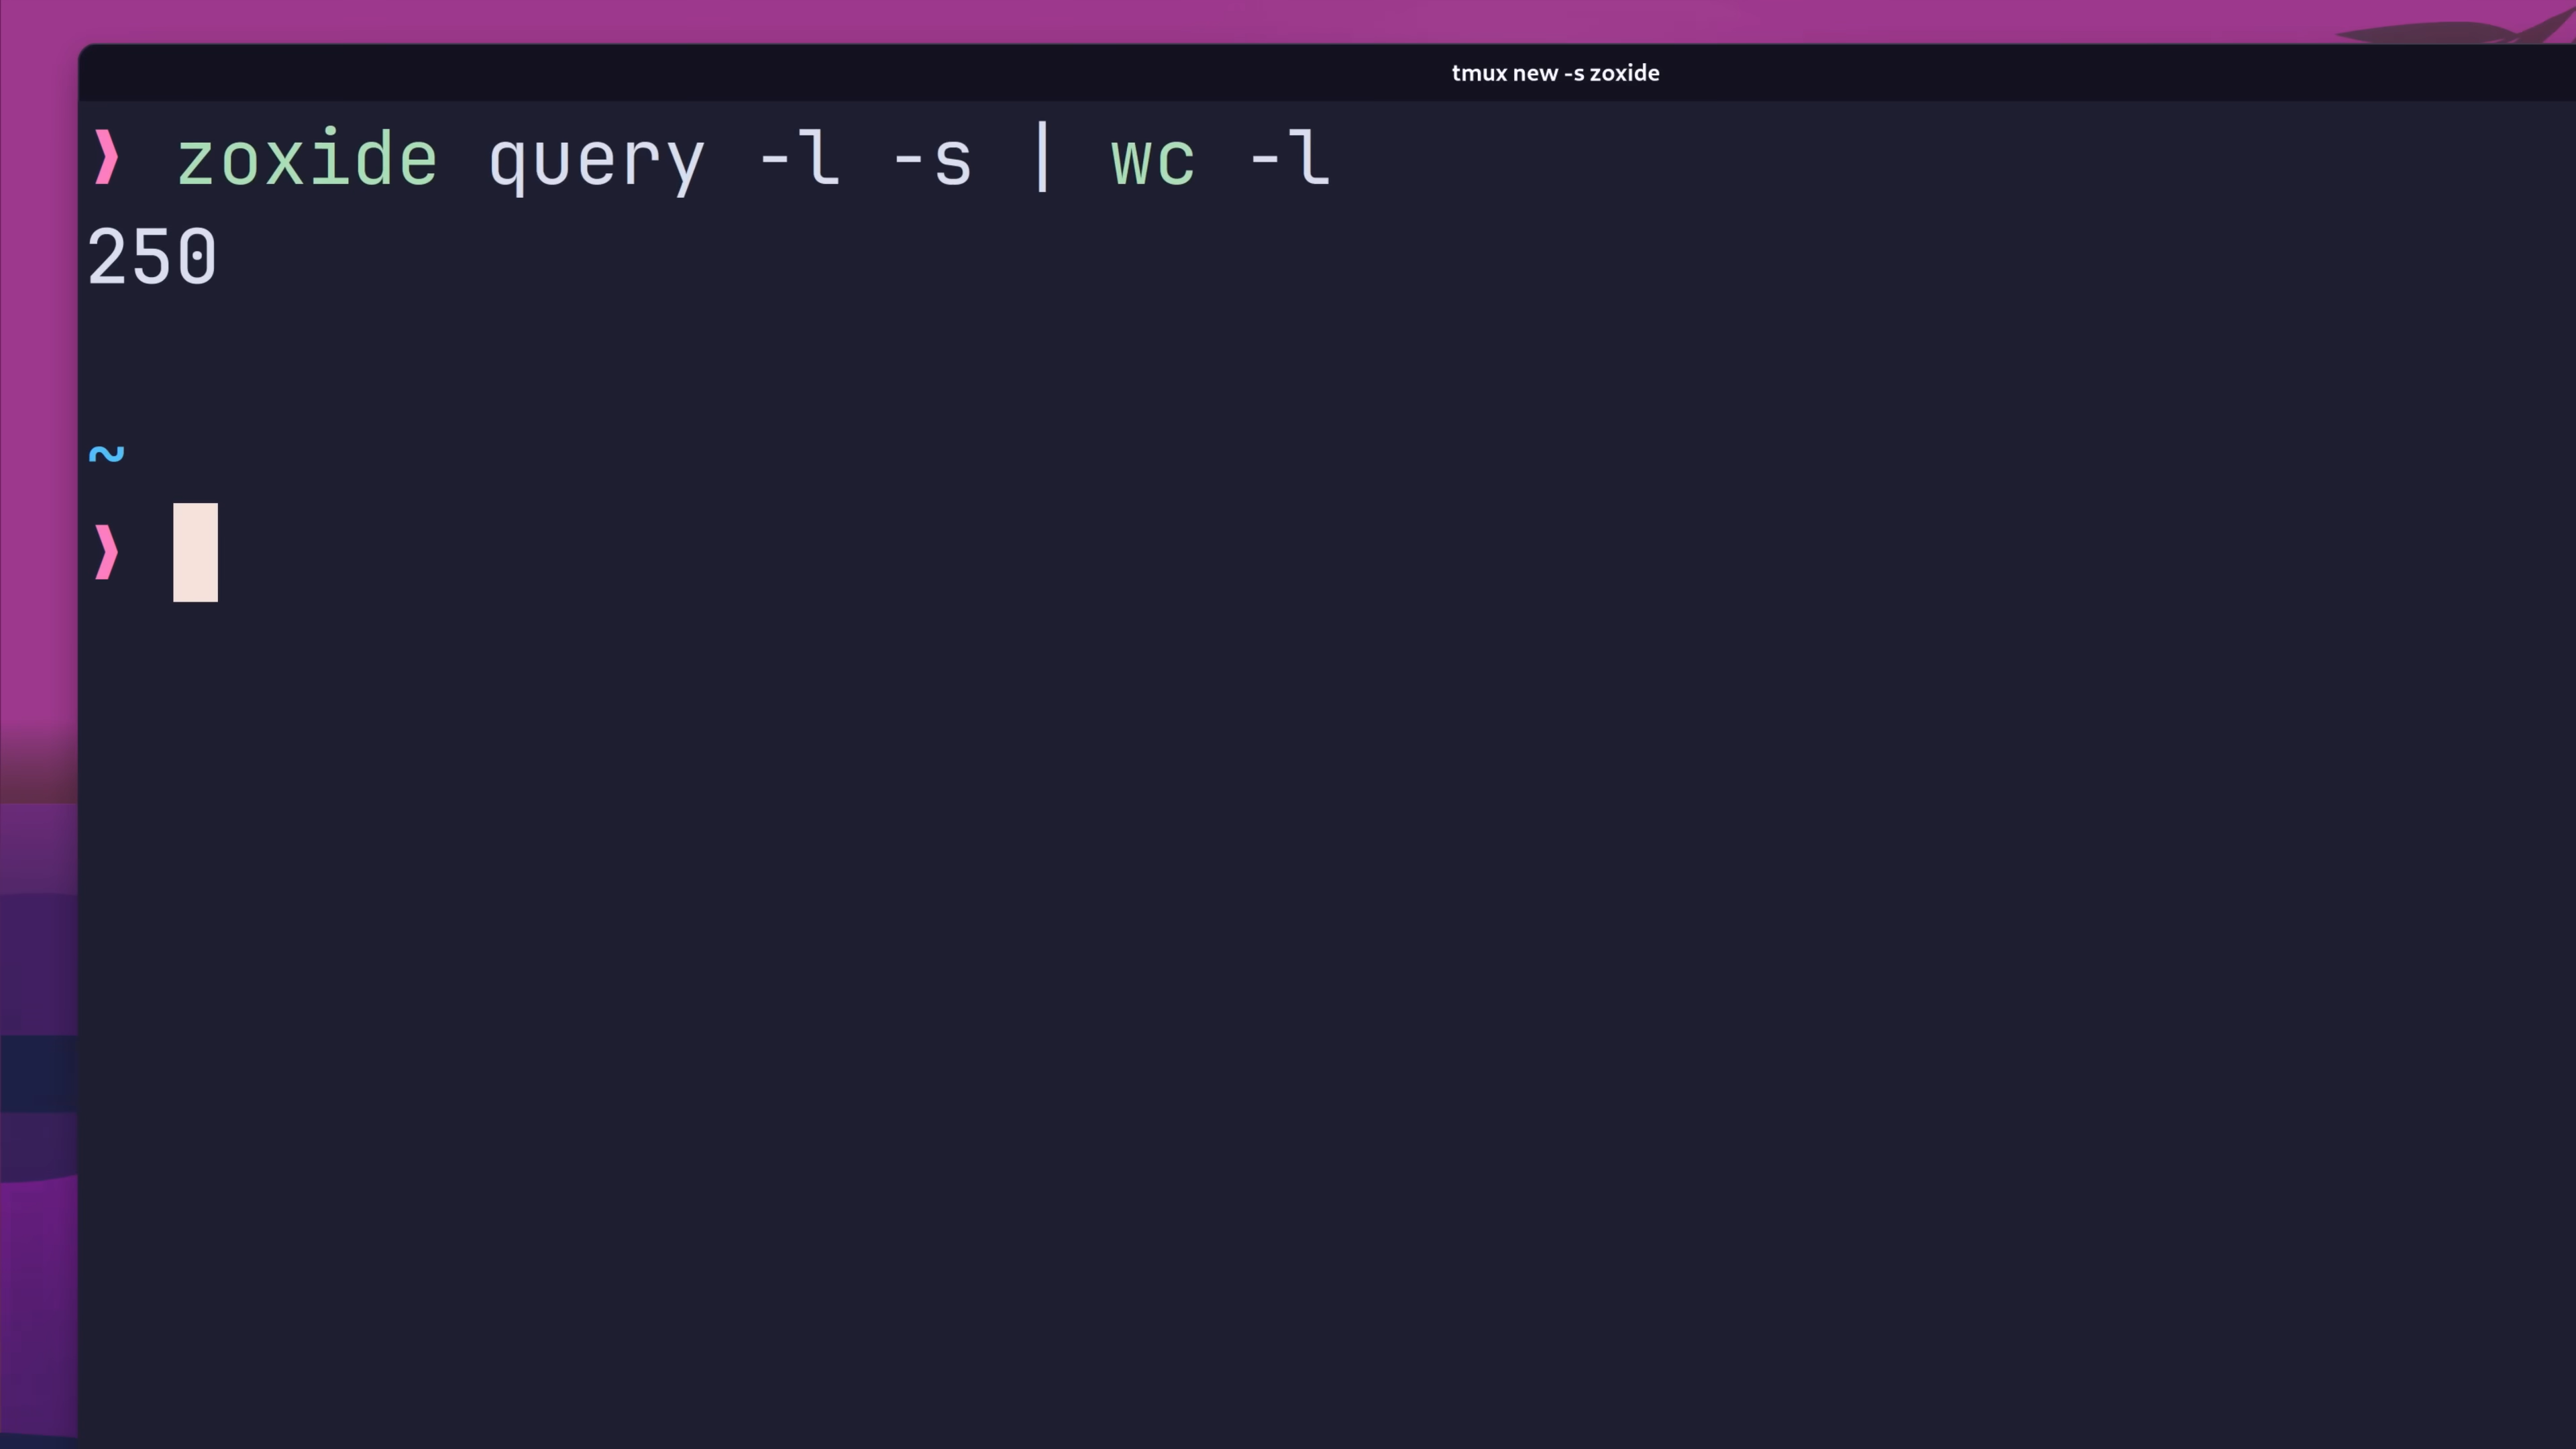 tmux new -s zoxide
❯ zoxide query -l -s | wc -l
250
~
❯